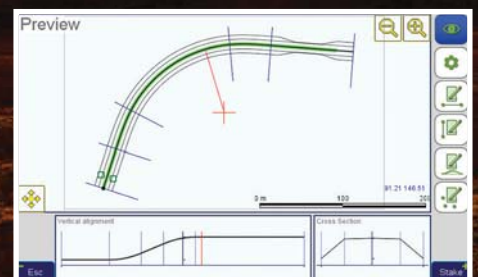 Preview
91.21 146.51
0 m 100 200
Vertical alignment Cross Section
Esc Stake